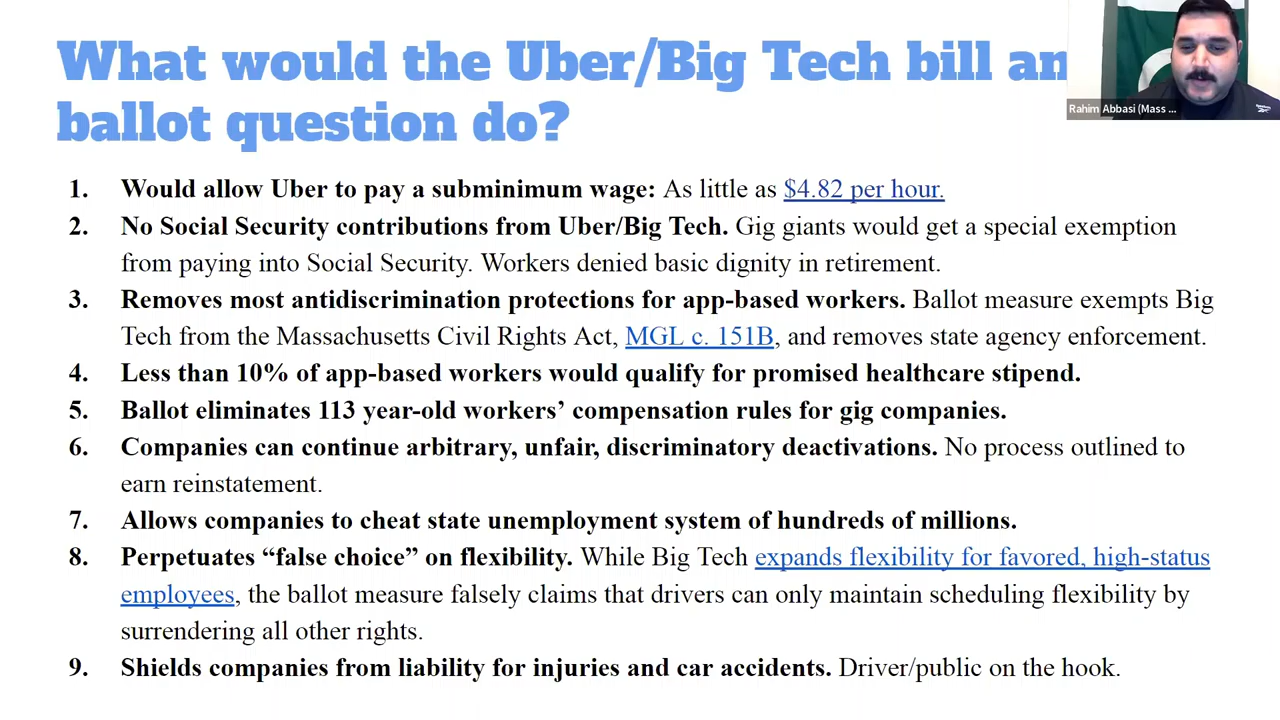 What would the Uber/Big Tech bill an
ballot question do?
Rahim Abbasi (Mass ...
1. Would allow Uber to pay a subminimum wage: As little as $4.82 per hour.
2. No Social Security contributions from Uber/Big Tech. Gig giants would get a special exemption
from paying into Social Security. Workers denied basic dignity in retirement.
3. Removes most antidiscrimination protections for app-based workers. Ballot measure exempts Big
Tech from the Massachusetts Civil Rights Act, MGL c. 151B, and removes state agency enforcement.
4. Less than 10% of app-based workers would qualify for promised healthcare stipend.
5. Ballot eliminates 113 year-old workers’ compensation rules for gig companies.
6. Companies can continue arbitrary, unfair, discriminatory deactivations. No process outlined to
earn reinstatement.
7. Allows companies to cheat state unemployment system of hundreds of millions.
8. Perpetuates “false choice” on flexibility. While Big Tech expands flexibility for favored, high-status
employees, the ballot measure falsely claims that drivers can only maintain scheduling flexibility by
surrendering all other rights.
9. Shields companies from liability for injuries and car accidents. Driver/public on the hook.